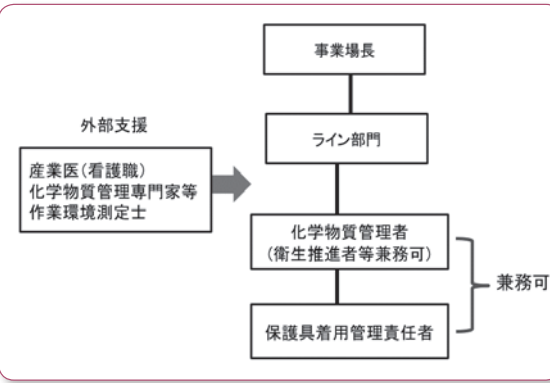 事業場長
外部支援
ライン部門
産業医(看護職)
化学物質管理専門家等
作業環境測定士
化学物質管理者
(衛生推進者等兼務可)
兼務可
保護具着用管理責任者